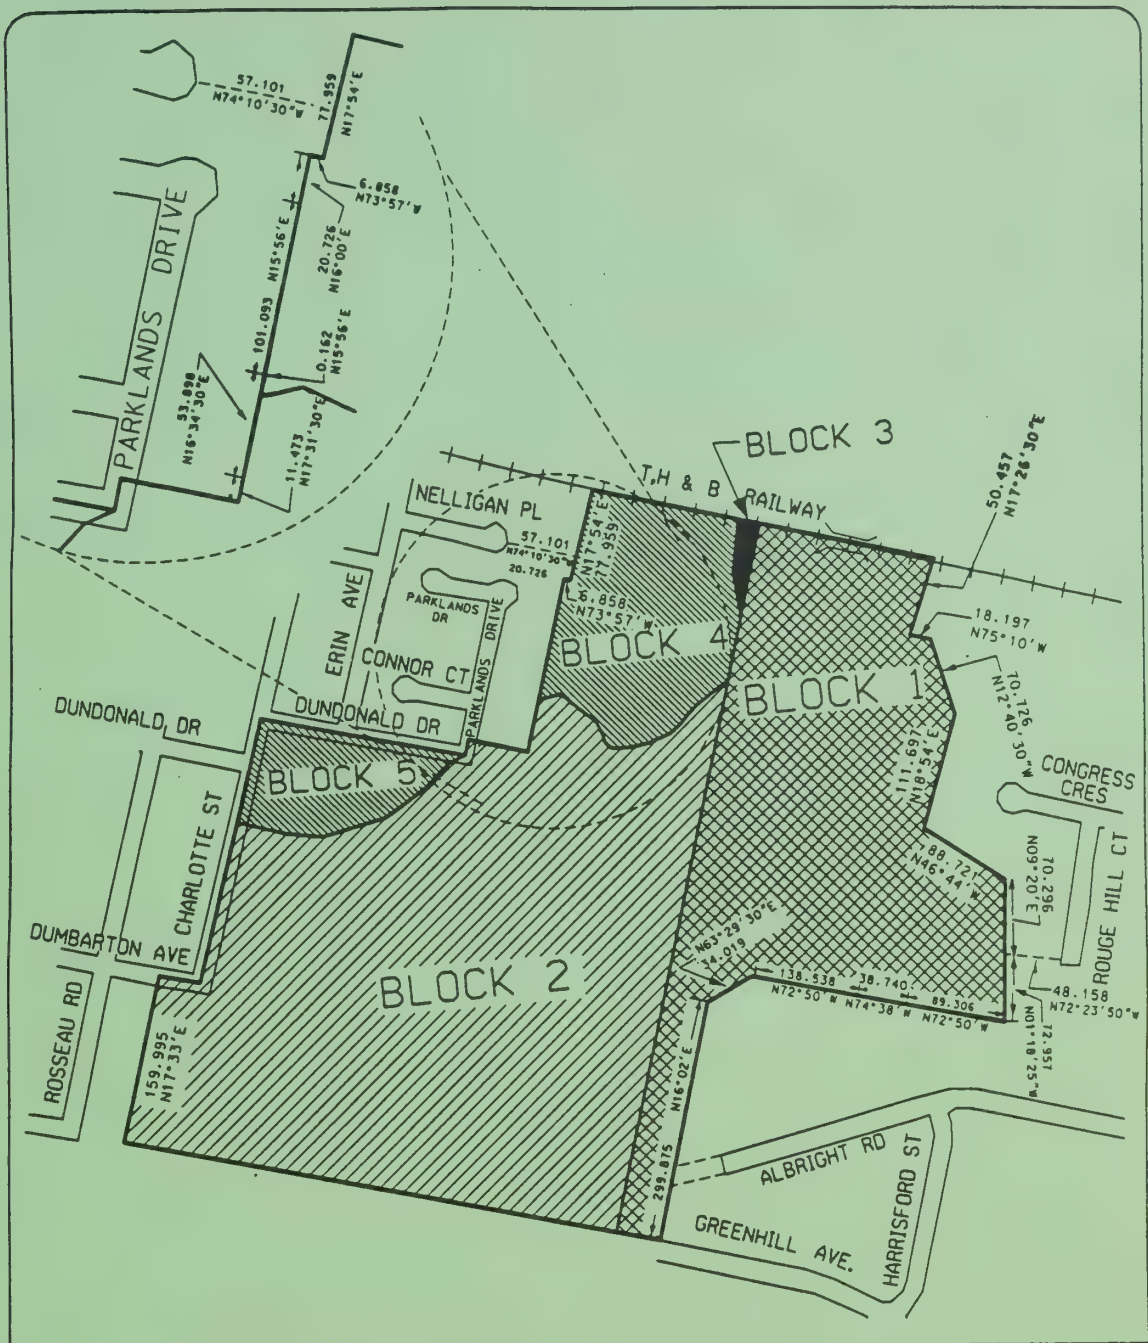 57.101
N74°10'30"W
77.959
N17°54'E
6.858
N73°57'W
20.726
N16°00'E
N15°56'E
101.093
0.162
N15°56'E
53.898
N16°34'30"E
11.473
N17°31'30"E
PARKLANDS DRIVE
BLOCK 3
T,H & B RAILWAY
50.457
N17°26'30"E
NELLIGAN PL
57.101
N74°10'30"W
20.726
N17°54'E
77.959
6.858
N73°57'W
PARKLANDS
DR
PARKLANDS DRIVE
ERIN AVE
CONNOR CT
BLOCK 4
BLOCK 1
18.197
N75°10'W
70.726
N12°40'30"W
111.697
N18°54'E
DUNDONALD DR
DUNDONALD DR
BLOCK 5
CONGRESS
CRES
88.721
N46°44'W
70.296
N09°20'E
ROUGE HILL CT
CHARLOTTE ST
DUMBARTON AVE
ROSSEAU RD
BLOCK 2
N63°29'30"E
34.019
138.538
N72°50'W
38.740
N74°38'W
89.306
N72°50'W
48.158
N72°23'50"W
72.951
N01°18'25"W
159.995
N17°33'E
N16°02'E
299.875
ALBRIGHT RD
HARRISFORD ST
GREENHILL AVE.